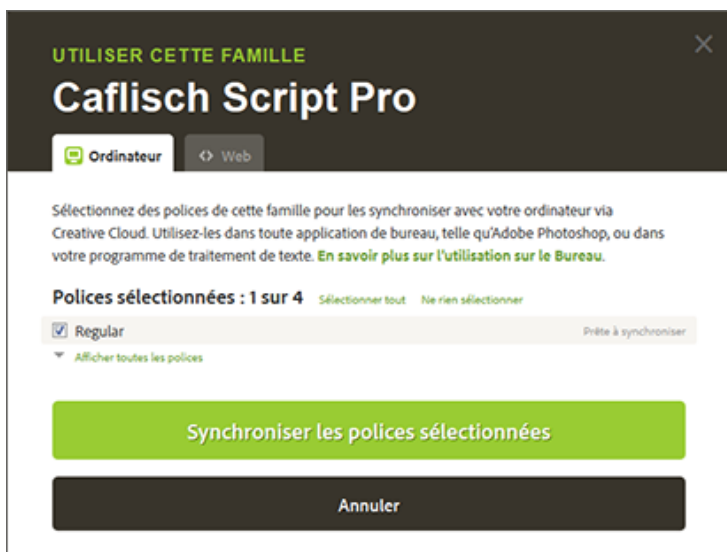 UTILISER CETTE FAMILLE
Caflisch Script Pro
Ordinateur
<> Web
Sélectionnez des polices de cette famille pour les synchroniser avec votre ordinateur via
Creative Cloud. Utilisez-les dans toute application de bureau, telle qu'Adobe Photoshop, ou dans
votre programme de traitement de texte. En savoir plus sur l'utilisation sur le Bureau.
Polices sélectionnées : 1 sur 4 Sélectionner tout Ne rien sélectionner
Regular Prête à synchroniser
Afficher toutes les polices
Synchroniser les polices sélectionnées
Annuler